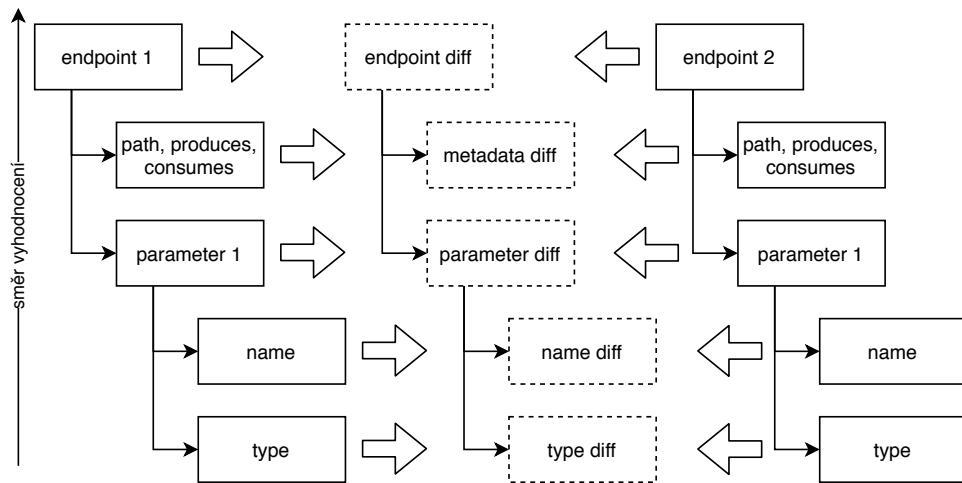 endpoint 1
endpoint diff
endpoint 2
path, produces,
consumes
metadata diff
path, produces,
consumes
parameter 1
parameter diff
parameter 1
name
name diff
name
type
type diff
type
směr vyhodnocení